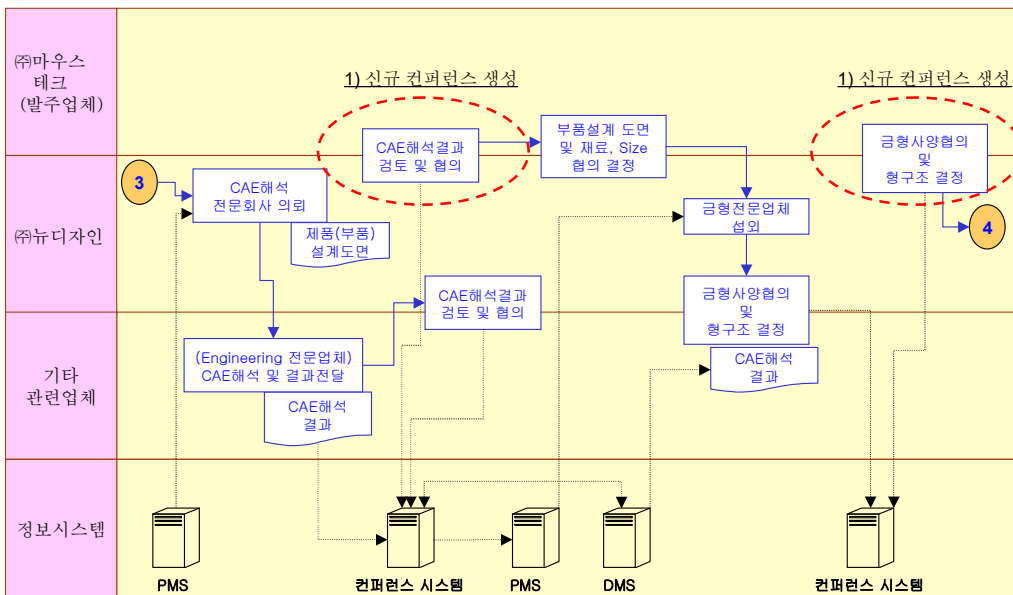 ㈜마우스
테크
(발주업체)
1) 신규 컨퍼런스 생성
1) 신규 컨퍼런스 생성
CAE해석결과
검토 및 협의
부품설계 도면
및 재료, Size
협의 결정
금형사양협의
및
형구조 결정
㈜뉴디자인
3
CAE해석
전문회사 의뢰
제품(부품)
설계도면
금형전문업체
섭외
4
CAE해석결과
검토 및 협의
금형사양협의
및
형구조 결정
기타
관련업체
(Engineering 전문업체)
CAE해석 및 결과전달
CAE해석
결과
CAE해석
결과
정보시스템
PMS
컨퍼런스 시스템
PMS
DMS
컨퍼런스 시스템